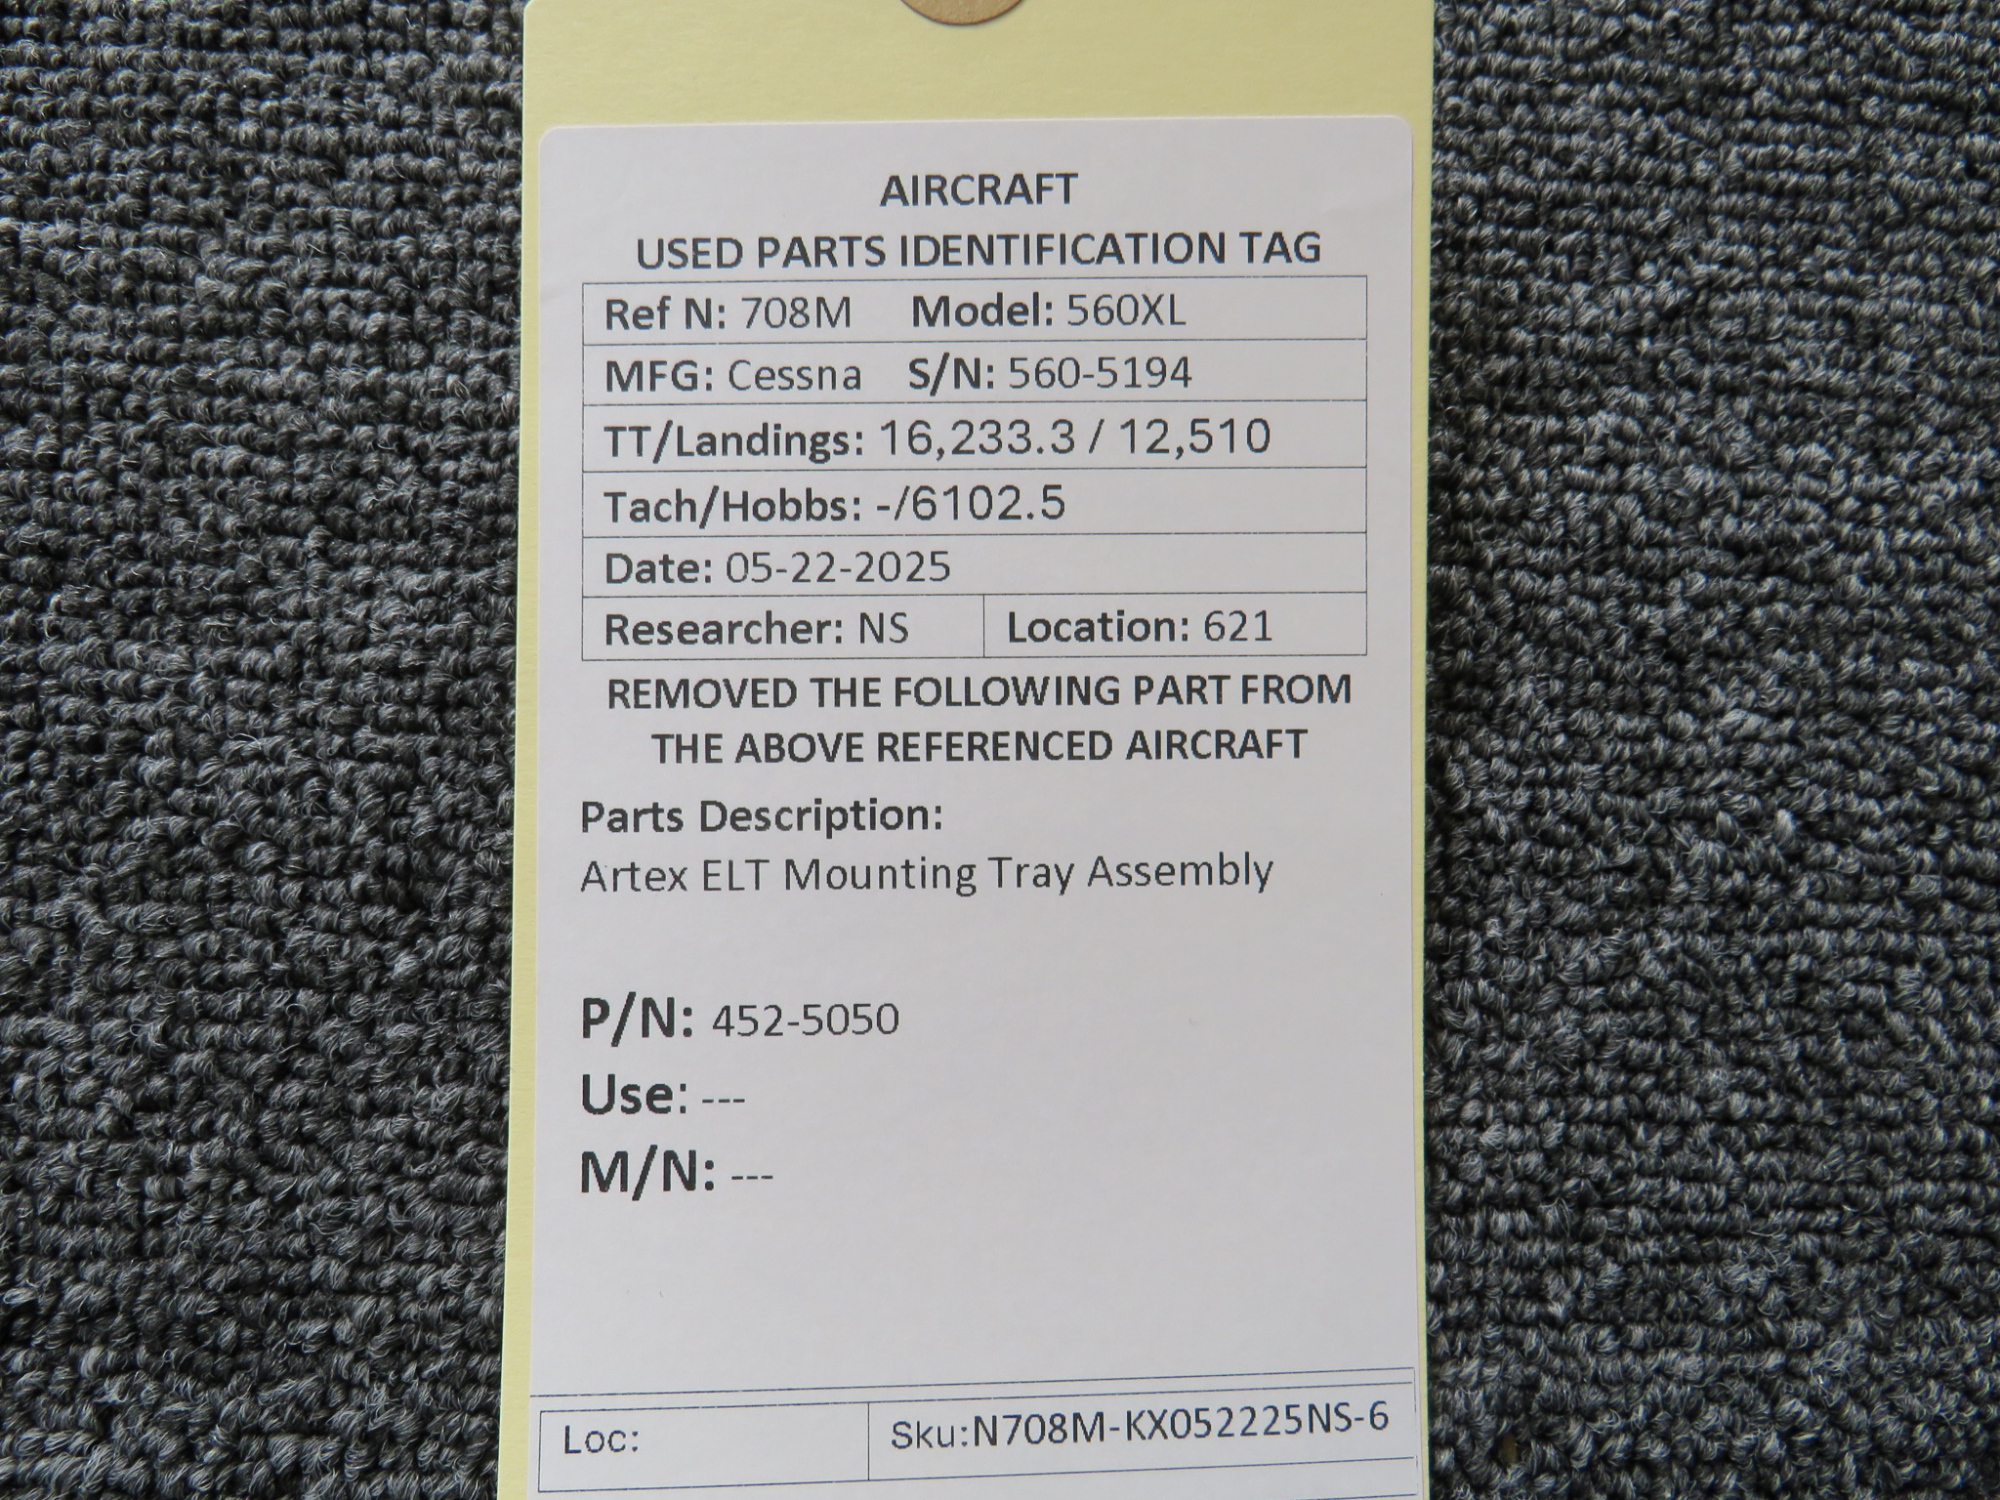 AIRCRAFT
USED PARTS IDENTIFICATION TAG
Ref N: 708M Model: 560XL
MFG: Cessna S/N: 560-5194
TT/Landings: 16,233.3 / 12,510
Tach/Hobbs: -/6102.5
Date: 05-22-2025
Researcher: NS Location: 621
REMOVED THE FOLLOWING PART FROM
THE ABOVE REFERENCED AIRCRAFT
Parts Description:
Artex ELT Mounting Tray Assembly
P/N: 452-5050
Use: ---
M/N: ---
Loc: Sku:N708M-KX052225NS-6